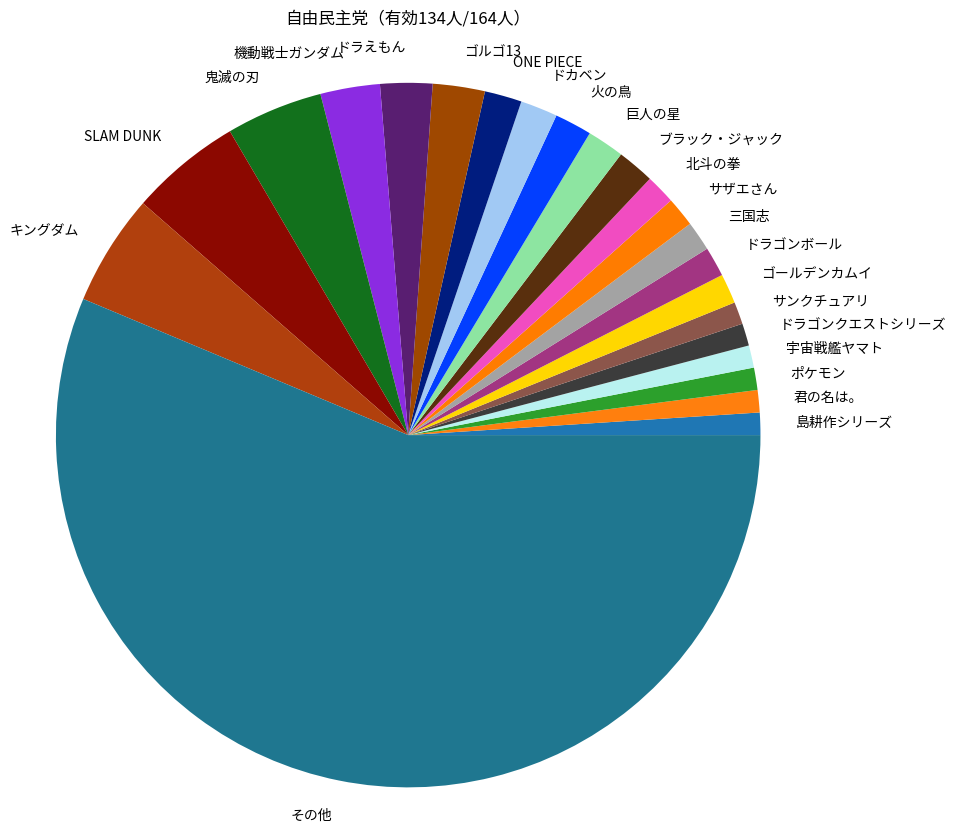 自由民主党（有効134人/164人）
ドラえもん
機動戦士ガンダム
鬼滅の刃
SLAM DUNK
キングダム
その他
ゴルゴ13
ONE PIECE
ドカベン
火の鳥
巨人の星
ブラック・ジャック
北斗の拳
サザエさん
三国志
ドラゴンボール
ゴールデンカムイ
サンクチュアリ
ドラゴンクエストシリーズ
宇宙戦艦ヤマト
ポケモン
君の名は。
島耕作シリーズ